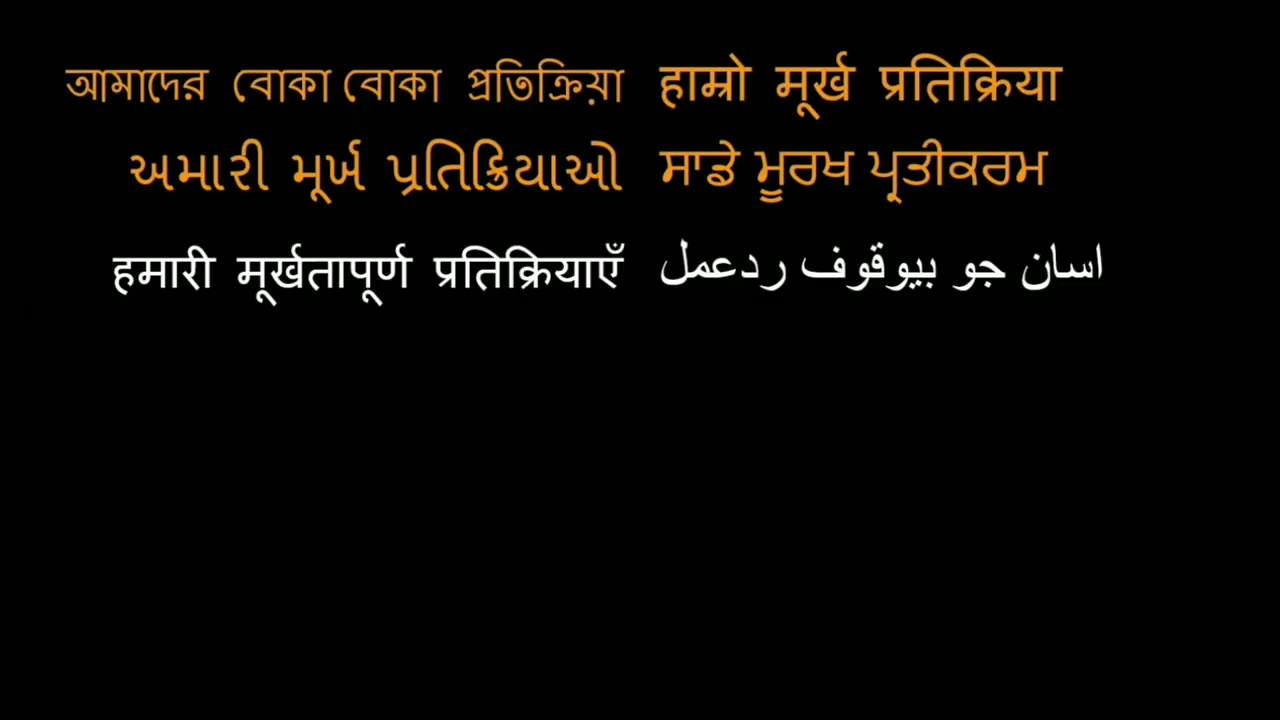 আমাদের বোকা বোকা প্রতিক্রিয়া हाम्रो मूर्ख प्रतिक्रिया
અમારી મૂર્ખ પ્રતિક્રિયાઓ ਸਾਡੇ ਮੂਰਖ ਪ੍ਰਤੀਕਰਮ
हमारी मूर्खतापूर्ण प्रतिक्रियाएँ اسان جو بيوقوف ردعمل